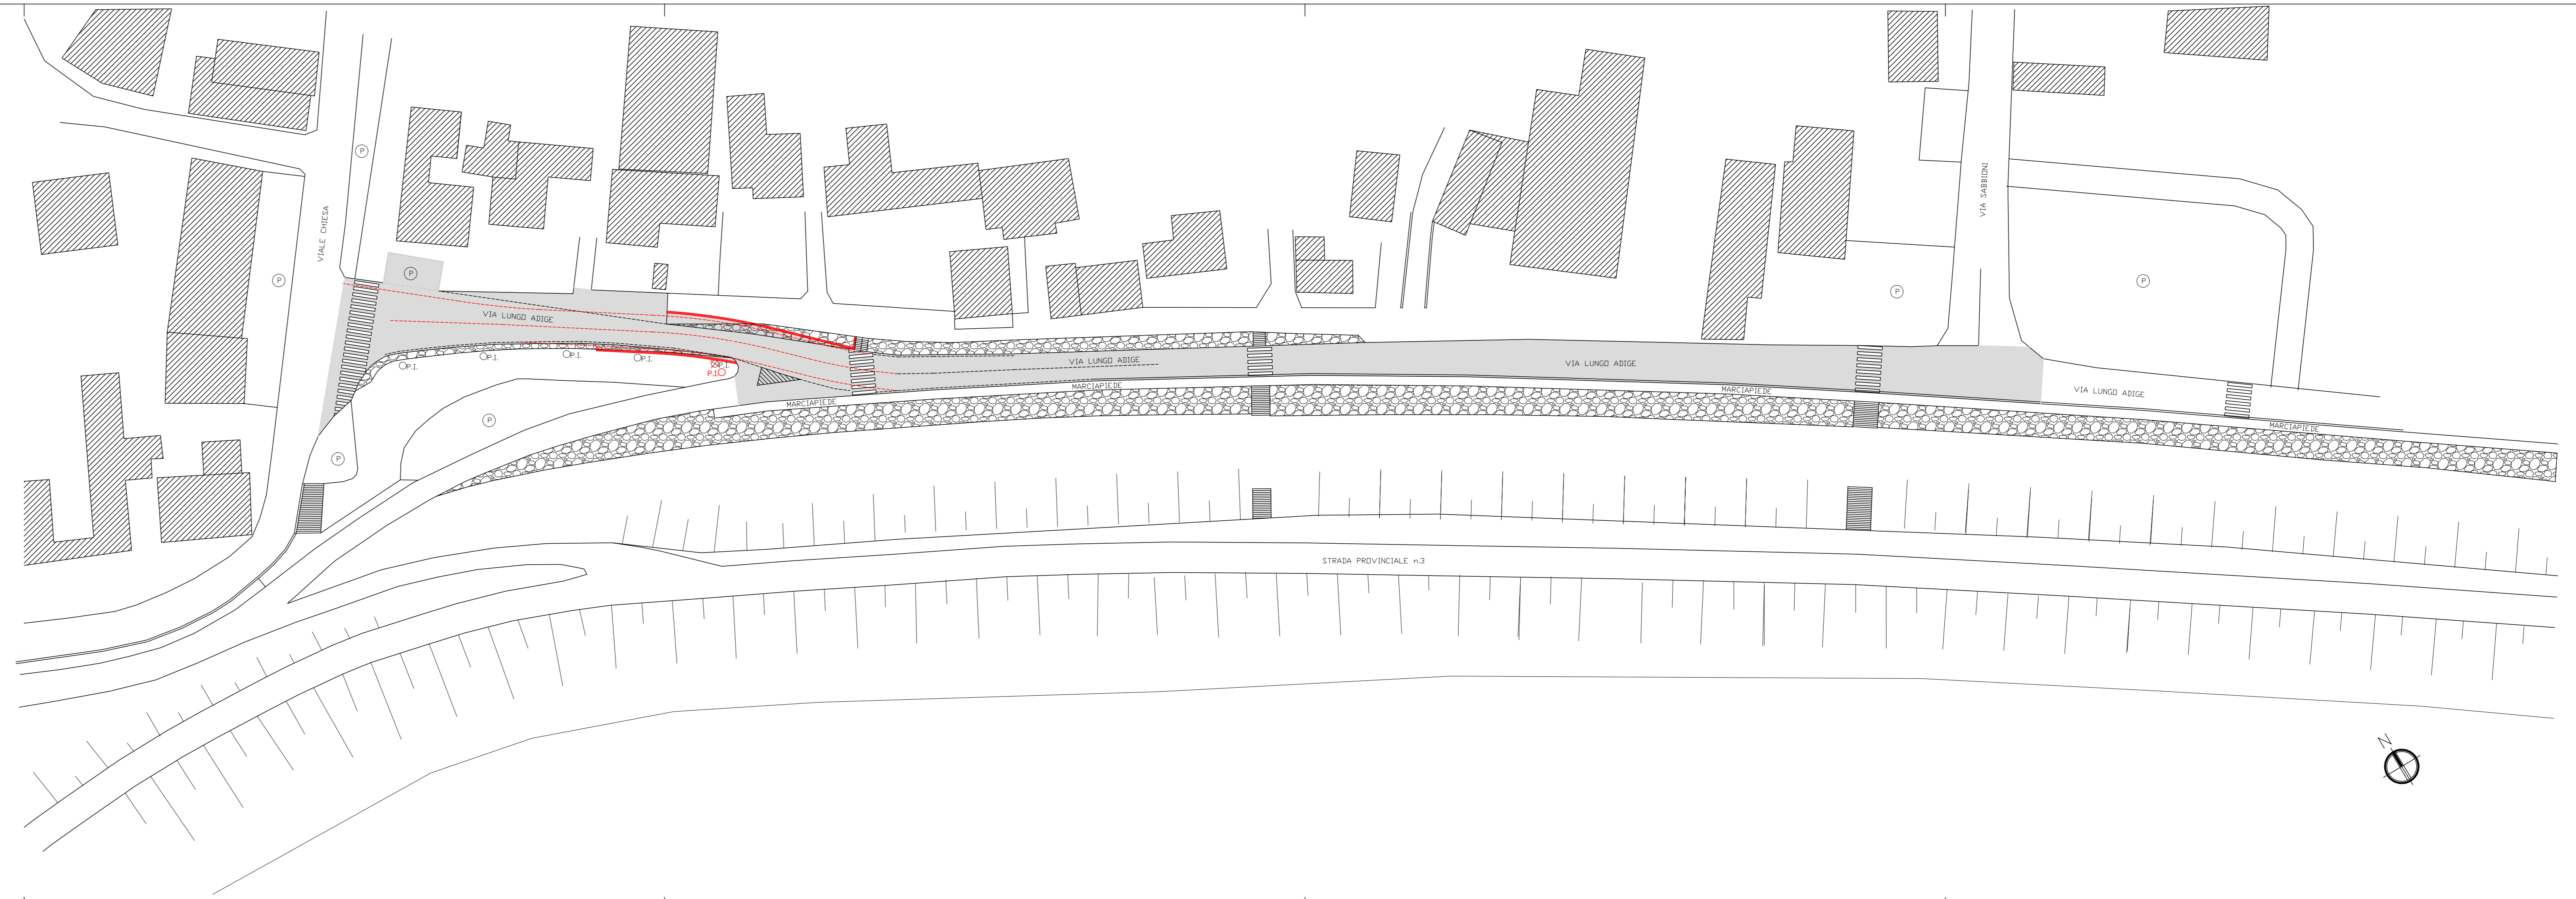 P
VIALE CHIESA
P
P
P
VIA SABBIONI
P
P
VIA LUNGO ADIGE
P.I.
P.I.
P.I.
P.I.
P.I.
P.I.
VIA LUNGO ADIGE
VIA LUNGO ADIGE
VIA LUNGO ADIGE
MARCIAPIEDE
MARCIAPIEDE
MARCIAPIEDE
MARCIAPIEDE
P
P
STRADA PROVINCIALE n.3
N